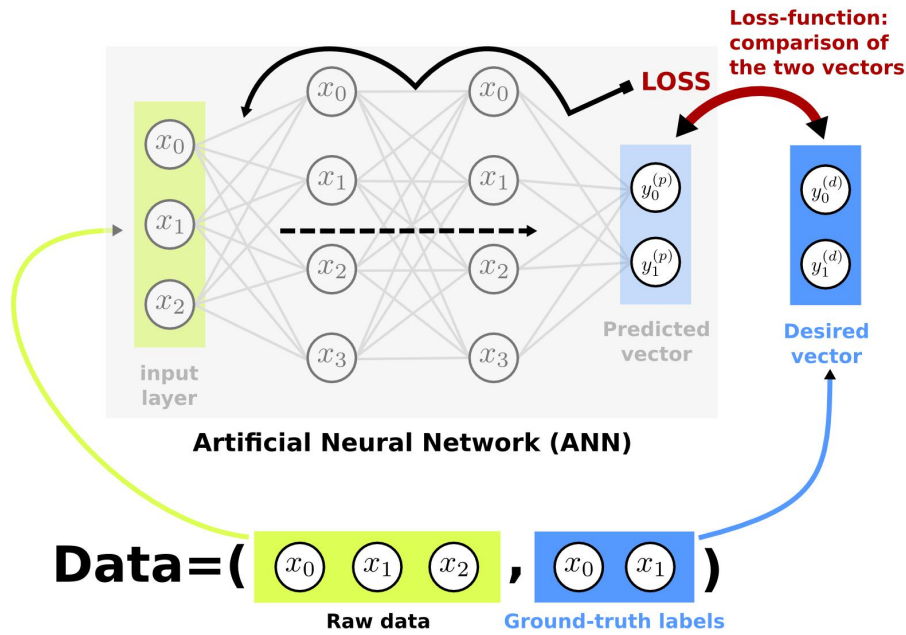 Loss-function:
comparison of
the two vectors
LOSS
x₀ x₀
x₀
x₁ x₁
y₀⁽ᵖ⁾ y₀⁽ᵈ⁾
x₁
x₂ x₂
y₁⁽ᵖ⁾ y₁⁽ᵈ⁾
x₂
x₃ x₃
Predicted
vector
Desired
vector
input
layer
Artificial Neural Network (ANN)
Data=( x₀ x₁ x₂ , x₀ x₁ )
Raw data
Ground-truth labels